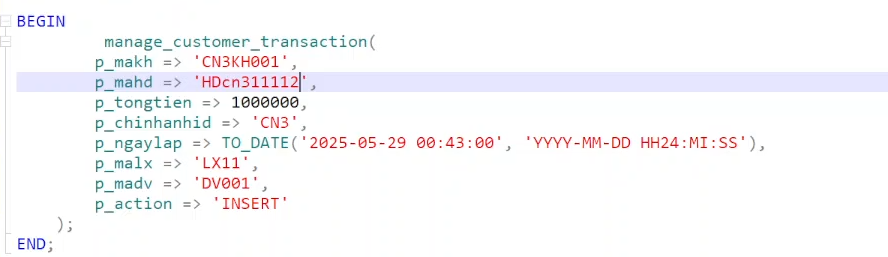 BEGIN
manage_customer_transaction(
p_makh => 'CN3KH001',
p_mahd => 'HDcn311112',
p_tongtien => 1000000,
p_chinhanhid => 'CN3',
p_ngaylap => TO_DATE('2025-05-29 00:43:00', 'YYYY-MM-DD HH24:MI:SS'),
p_malx => 'LX11',
p_madv => 'DV001',
p_action => 'INSERT'
);
END;